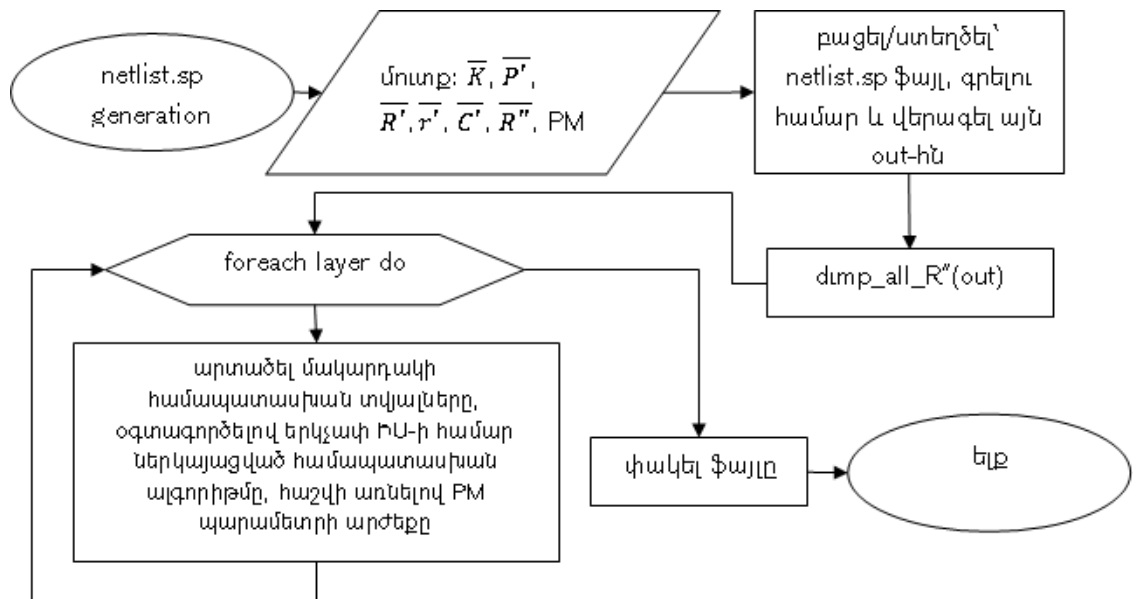 netlist.sp
generation
մուտք: K̅, P̅'̅,
R̅'̅, r̅'̅, C̅'̅, R̅"̅, PM
բացել/ստեղծել՝
netlist.sp ֆայլ, գրելու
համար և վերագել այն
out-ին
dump_all_R"(out)
foreach layer do
արտածել մակարդակի
համապատասխան տվյալները,
օգտագործելով երկչափ ԻՍ-ի համար
ներկայացված համապատասխան
ալգորիթմը, հաշվի առնելով PM
պարամետրի արժեքը
փակել ֆայլը
ելք